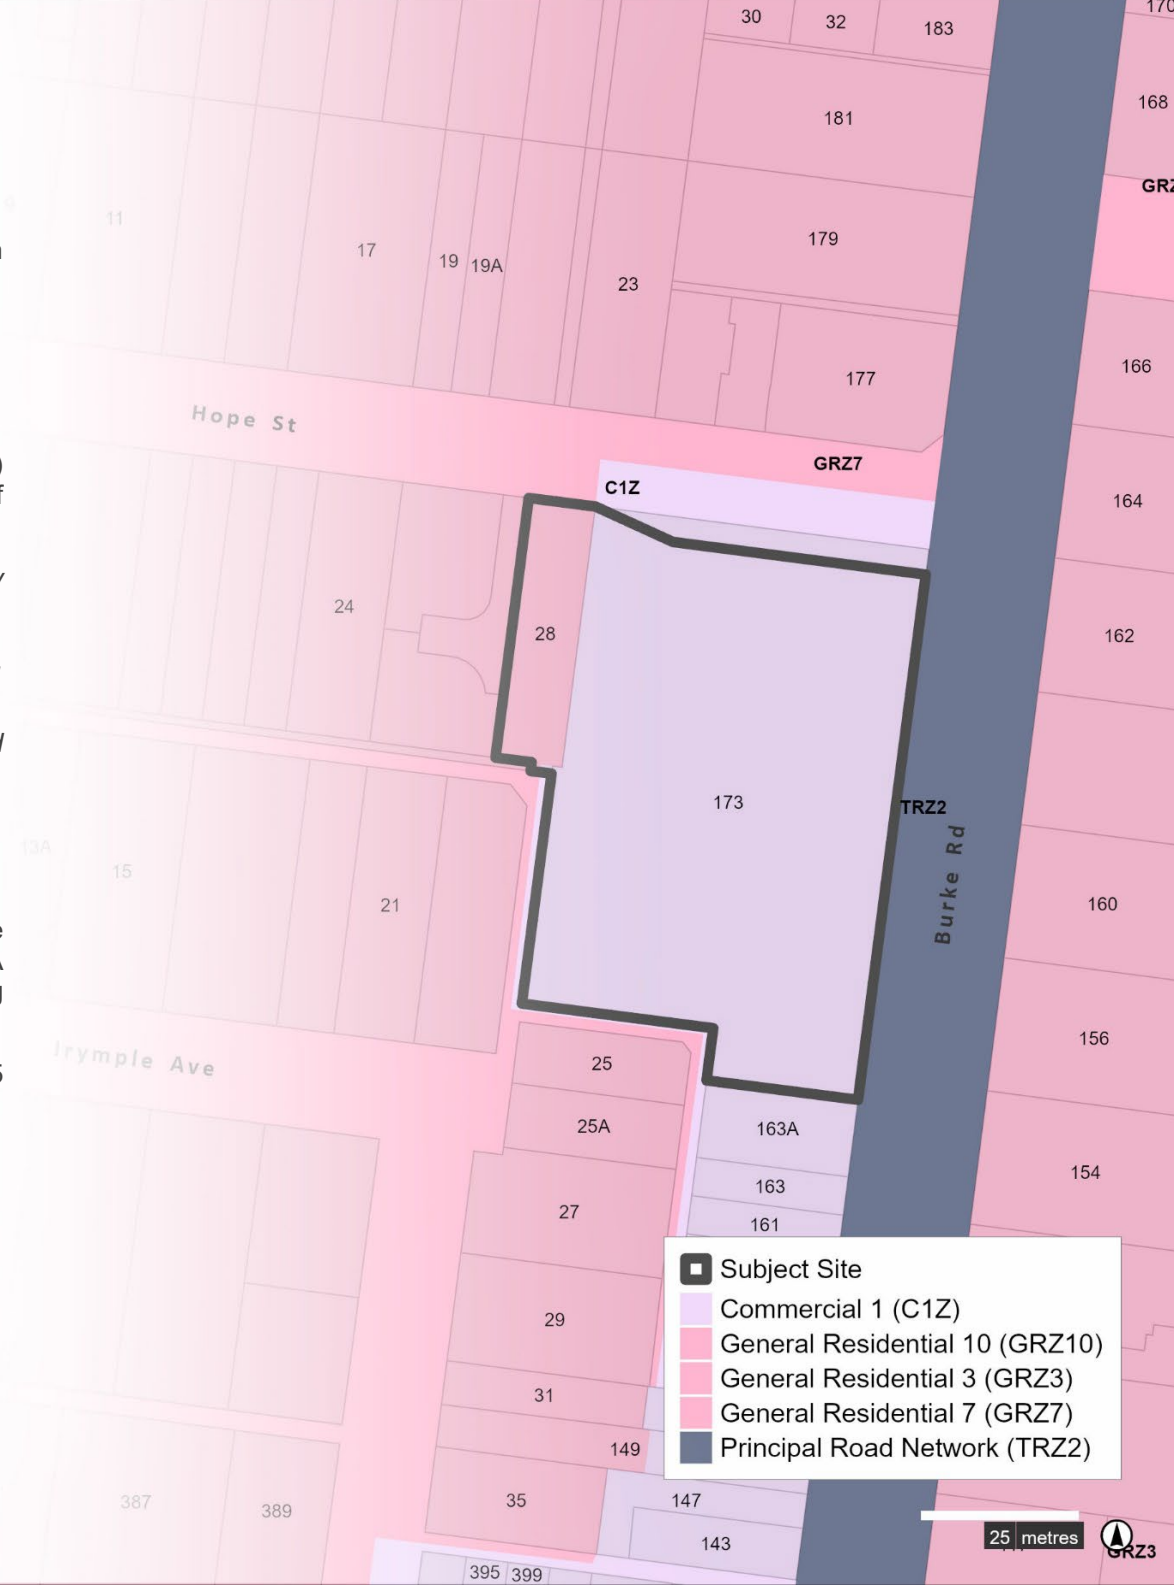 30 32 183 170
181 168
179 GRZ
11 17 19 19A 23
177 166
Hope St
GRZ7 164
C1Z
24 28 162
173 TRZ2
Burke Rd
13A 15 21 160
156
rymple Ave
25
25A 163A
163 154
27 161
29
31
149
35 147
387 389 143
395 399
Subject Site
Commercial 1 (C1Z)
General Residential 10 (GRZ10)
General Residential 3 (GRZ3)
General Residential 7 (GRZ7)
Principal Road Network (TRZ2)
25 metres
GRZ3